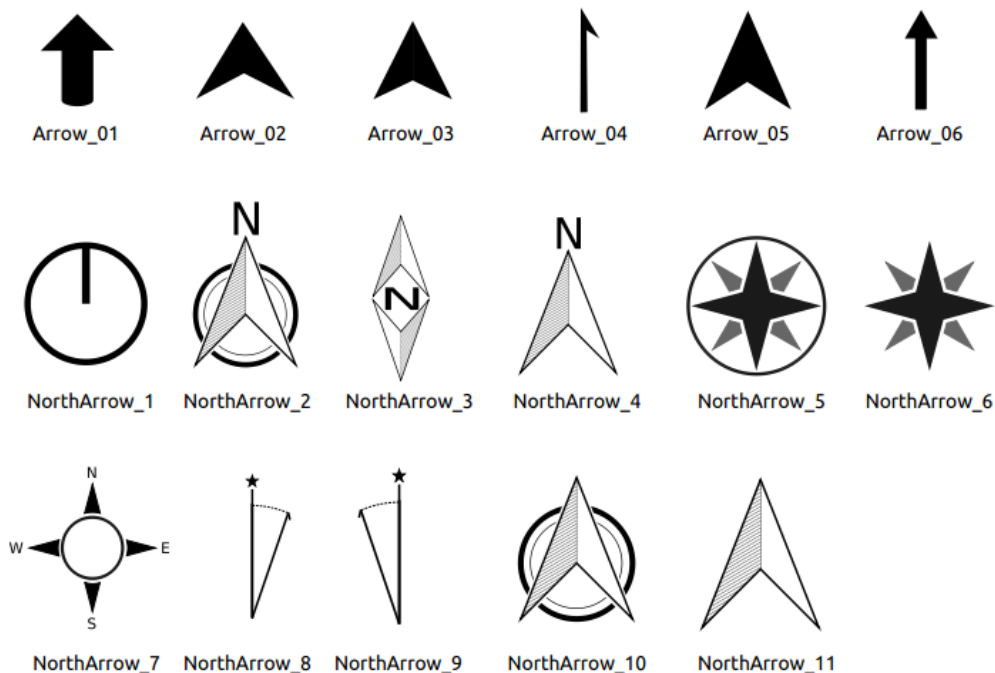 Arrow_01 Arrow_02 Arrow_03 Arrow_04 Arrow_05 Arrow_06
N N
N
NorthArrow_1 NorthArrow_2 NorthArrow_3 NorthArrow_4 NorthArrow_5 NorthArrow_6
N
W E
S
NorthArrow_7 NorthArrow_8 NorthArrow_9 NorthArrow_10 NorthArrow_11